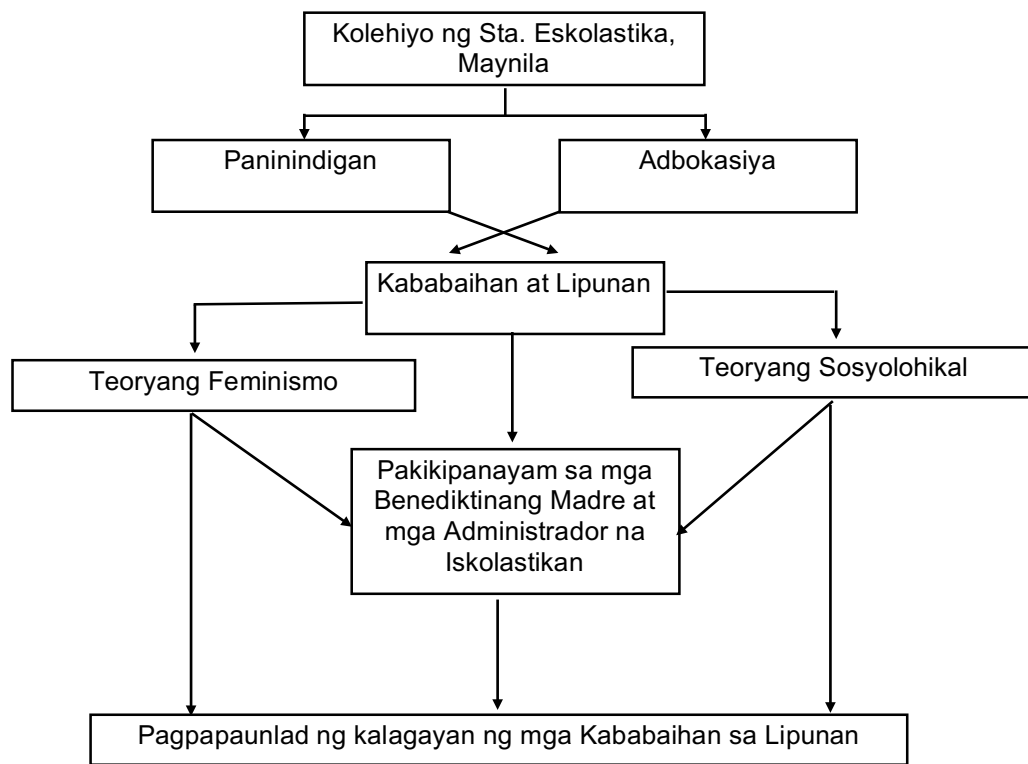 Kolehiyo ng Sta. Eskolastika,
Maynila
Paninindigan
Adbokasiya
Kababaihan at Lipunan
Teoryang Feminismo
Teoryang Sosyolohikal
Pakikipanayam sa mga
Benediktinang Madre at
mga Administrador na
Iskolastikan
Pagpapaunlad ng kalagayan ng mga Kababaihan sa Lipunan